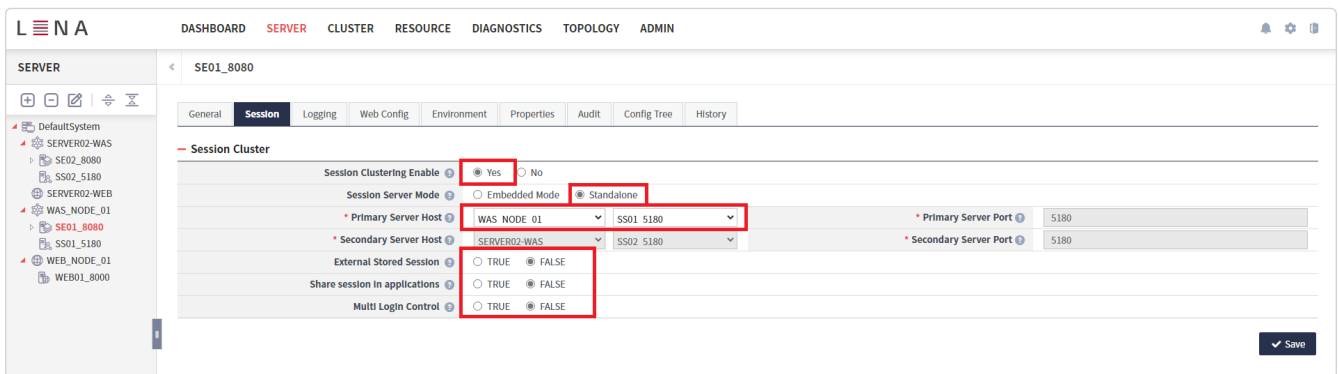 LENA
DASHBOARD SERVER CLUSTER RESOURCE DIAGNOSTICS TOPOLOGY ADMIN
SERVER
SE01_8080
General Session Logging Web Config Environment Properties Audit Config Tree History
DefaultSystem
SERVER02-WAS
SE02_8080
SS02_5180
SERVER02-WEB
WAS_NODE_01
SE01_8080
SS01_5180
WEB_NODE_01
WEB01_8000
Session Cluster
Session Clustering Enable ? Yes No
Session Server Mode ? Embedded Mode Standalone
* Primary Server Host ? WAS_NODE_01 SS01_5180 * Primary Server Port ? 5180
* Secondary Server Host ? SERVER02-WAS SS02_5180 * Secondary Server Port ? 5180
External Stored Session ? TRUE FALSE
Share session in applications ? TRUE FALSE
Multi Login Control ? TRUE FALSE
Save